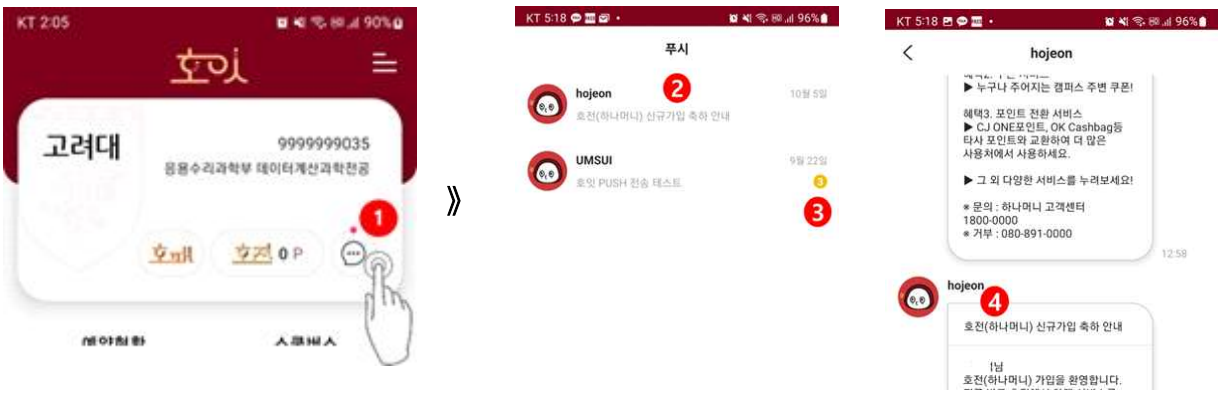 KT 2:05
90%
호잇
고려대
9999999035
응용수리과학부 데이터계산과학전공
1
호패
호전 0 P
》
KT 5:18
96%
푸시
hojeon
2
10월 5일
호전(하나머니) 신규가입 축하 안내
UMSUI
9월 22일
호잇 PUSH 전송 테스트
3
3
KT 5:18
96%
hojeon
▶ 누구나 주어지는 캠퍼스 주변 쿠폰!
혜택3. 포인트 전환 서비스
▶ CJ ONE포인트, OK Cashbag등
타사 포인트와 교환하여 더 많은
사용처에서 사용하세요.
▶ 그 외 다양한 서비스를 누려보세요!
※ 문의 : 하나머니 고객센터
1800-0000
※ 거부 : 080-891-0000
12:58
hojeon
4
호전(하나머니) 신규가입 축하 안내
님
호전(하나머니) 가입을 환영합니다.